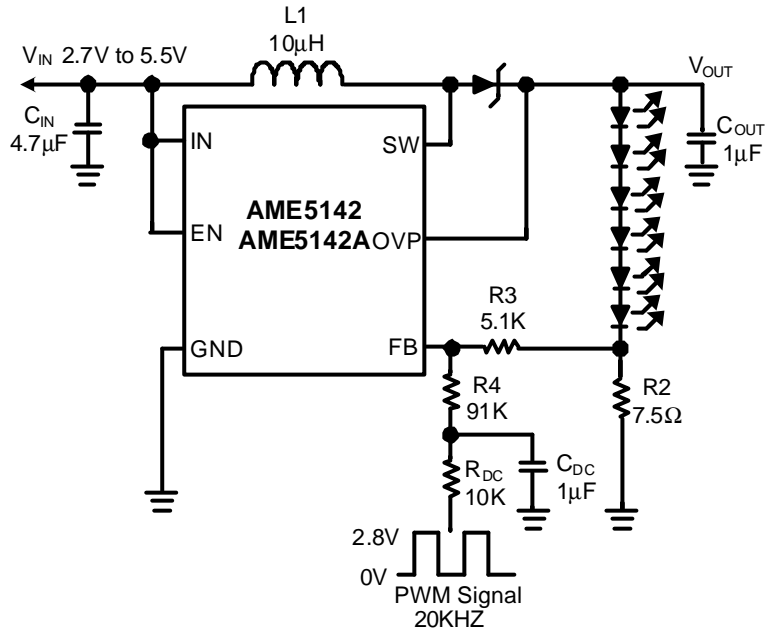 L1
10µH
V_IN 2.7V to 5.5V
V_OUT
C_IN
4.7µF
C_OUT
1µF
IN
SW
AME5142
AME5142A
EN
OVP
R3
5.1K
GND
FB
R4
91K
R2
7.5Ω
R_DC
10K
C_DC
1µF
2.8V
0V
PWM Signal
20KHZ